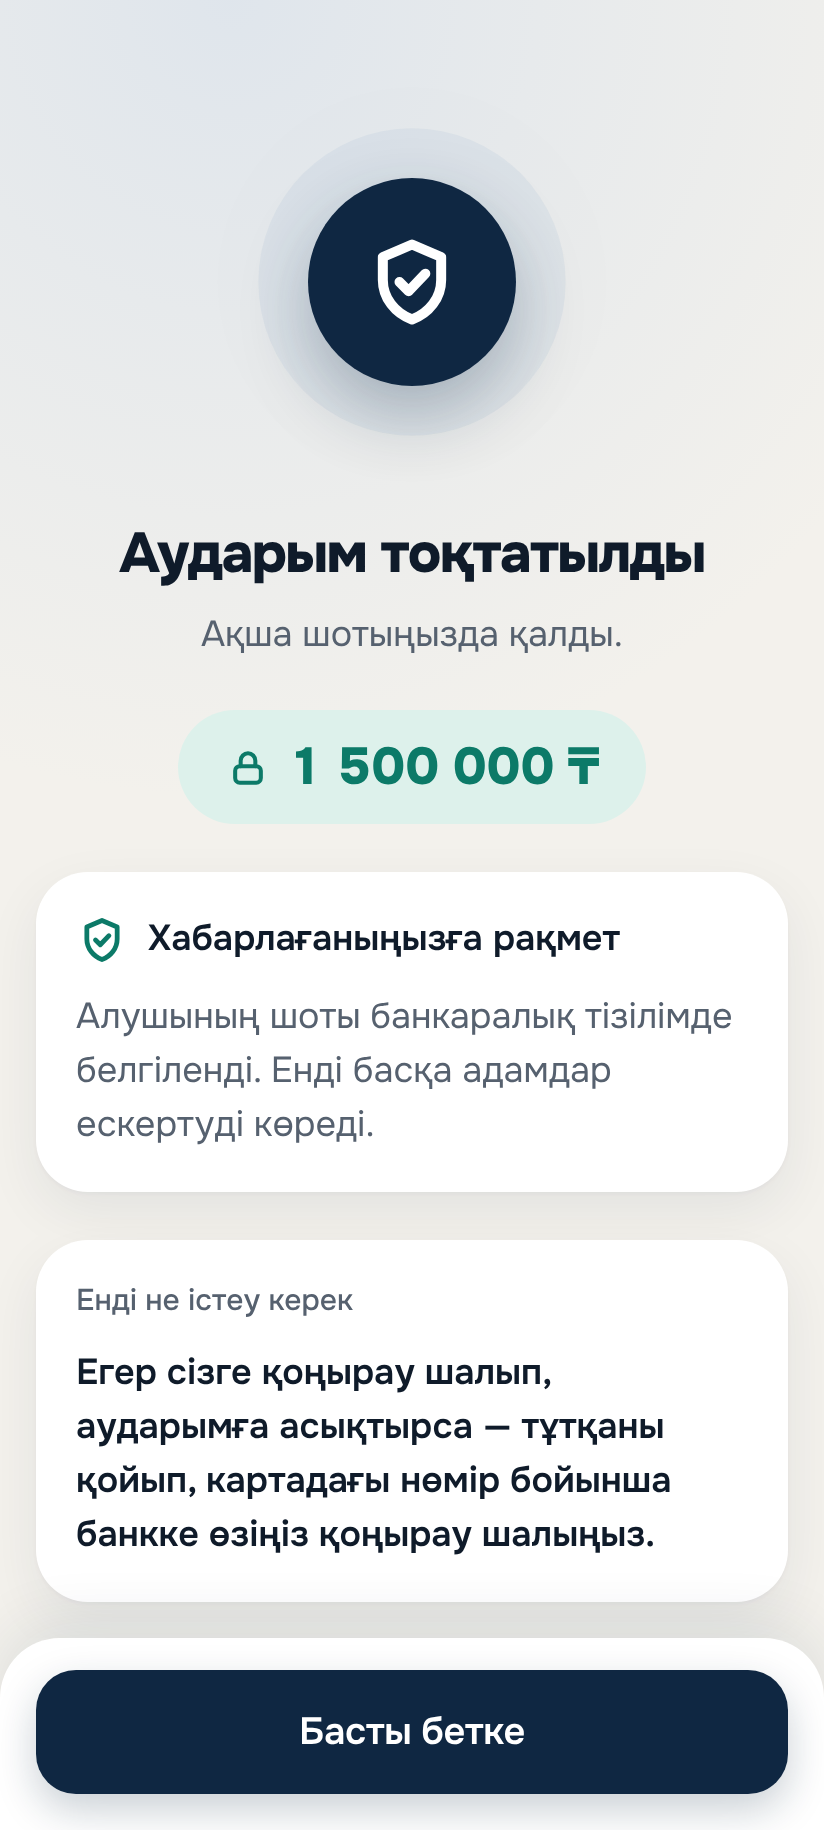 Аударым тоқтатылды
Ақша шотыңызда қалды.
1 500 000 ₸
Хабарлағаныңызға рақмет
Алушының шоты банкаралық тізілімде
белгіленді. Енді басқа адамдар
ескертуді көреді.
Енді не істеу керек
Егер сізге қоңырау шалып,
аударымға асықтырса — тұтқаны
қойып, картадағы нөмір бойынша
банкке өзіңіз қоңырау шалыңыз.
Басты бетке